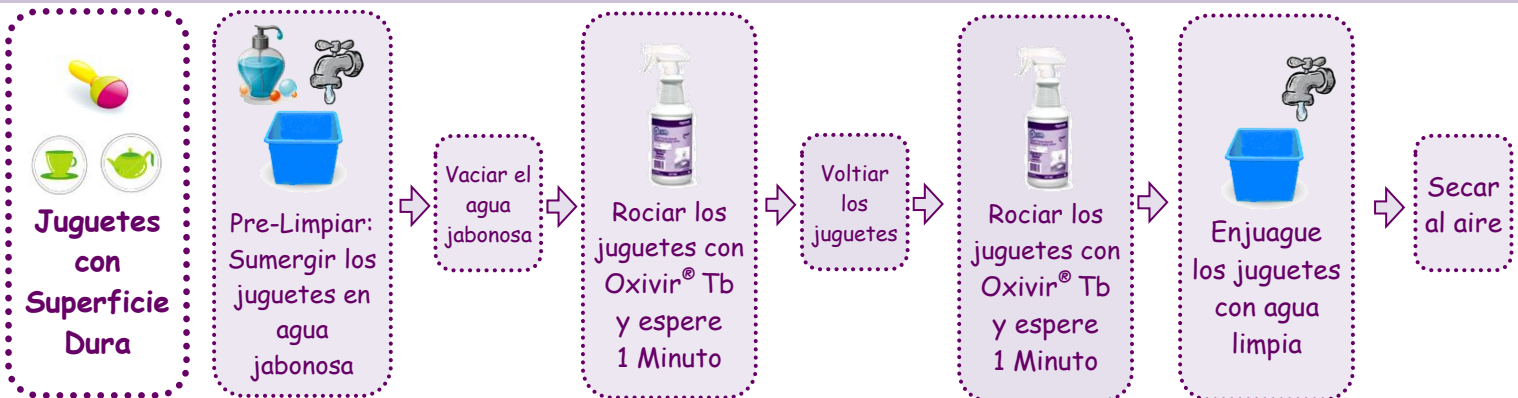 Juguetes
con
Superficie
Dura
Pre-Limpiar:
Sumergir los
juguetes en
agua
jabonosa
Vaciar el
agua
jabonosa
Rociar los
juguetes con
Oxivir® Tb
y espere
1 Minuto
Voltiar
los
juguetes
Rociar los
juguetes con
Oxivir® Tb
y espere
1 Minuto
Enjuague
los juguetes
con agua
limpia
Secar
al aire